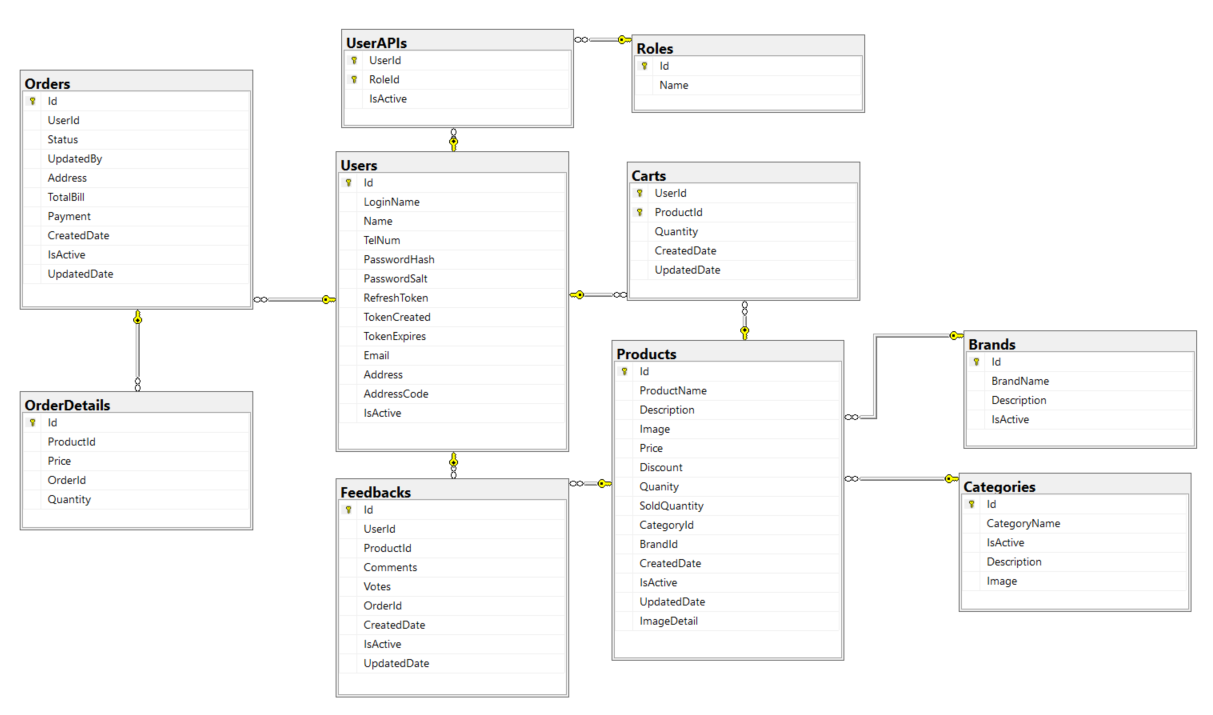 UserAPIs
UserId
RoleId
IsActive
Roles
Id
Name
Orders
Id
UserId
Status
UpdatedBy
Address
TotalBill
Payment
CreatedDate
IsActive
UpdatedDate
Users
Id
LoginName
Name
TelNum
PasswordHash
PasswordSalt
RefreshToken
TokenCreated
TokenExpires
Email
Address
AddressCode
IsActive
Carts
UserId
ProductId
Quantity
CreatedDate
UpdatedDate
Products
Id
ProductName
Description
Image
Price
Discount
Quanity
SoldQuantity
CategoryId
BrandId
CreatedDate
IsActive
UpdatedDate
ImageDetail
Brands
Id
BrandName
Description
IsActive
OrderDetails
Id
ProductId
Price
OrderId
Quantity
Feedbacks
Id
UserId
ProductId
Comments
Votes
OrderId
CreatedDate
IsActive
UpdatedDate
Categories
Id
CategoryName
IsActive
Description
Image